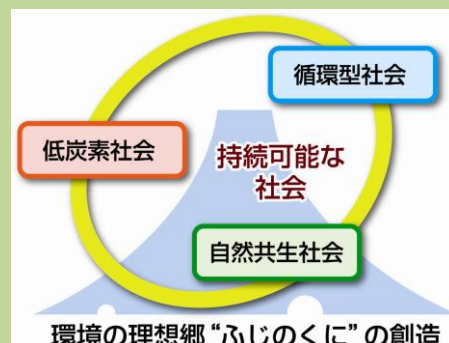 循環型社会
低炭素社会
持続可能な
社会
自然共生社会
環境の理想郷“ふじのくに”の創造